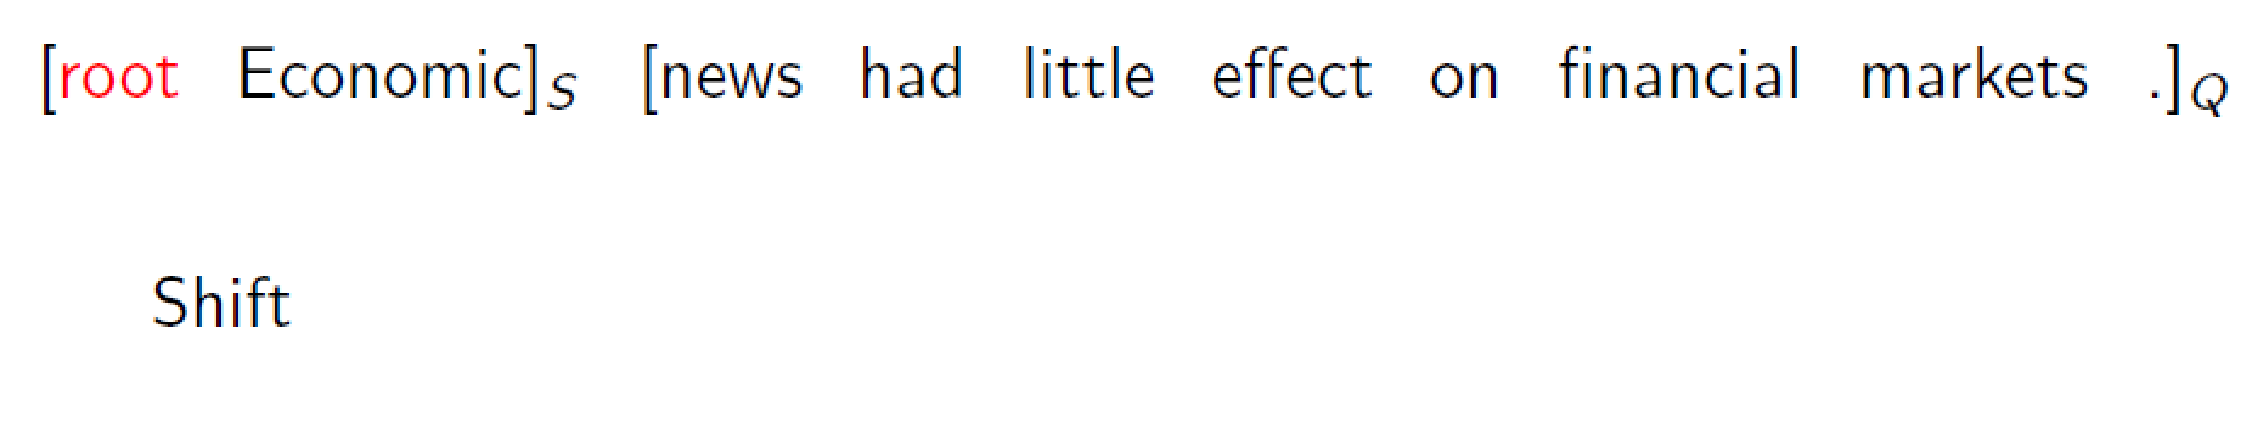 [root Economic]S [news had little effect on financial markets .]Q
Shift